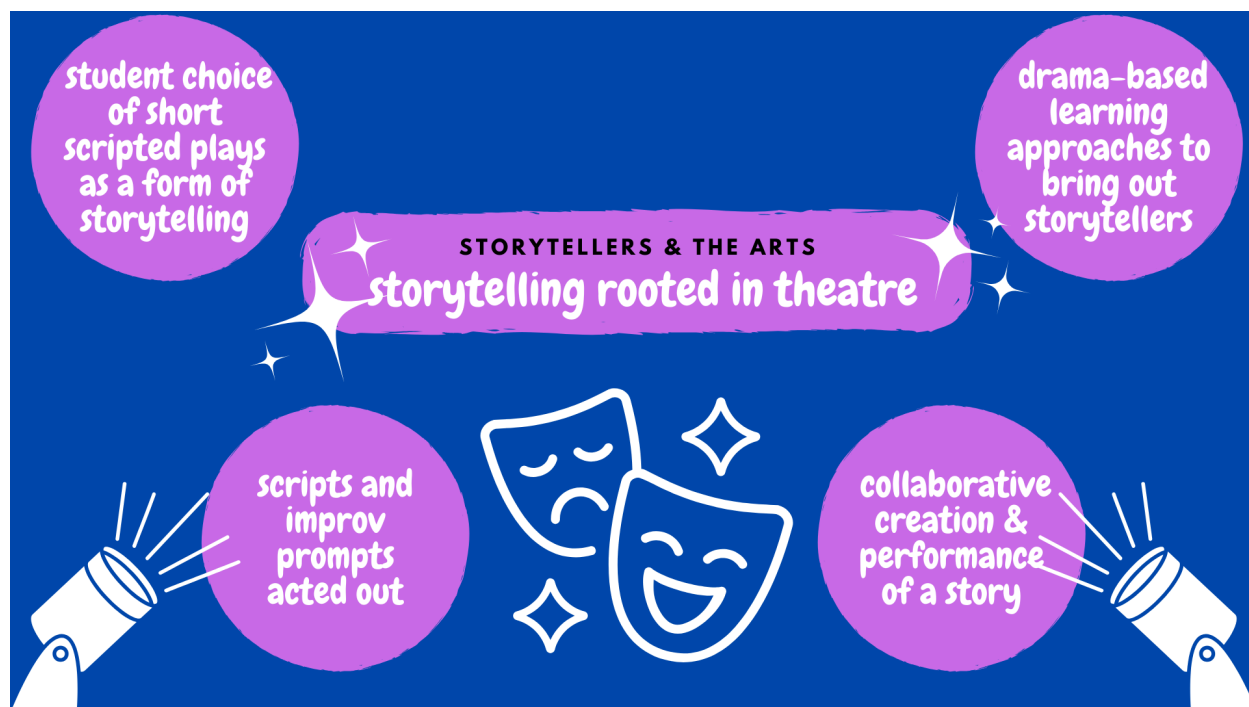 student choice
of short
scripted plays
as a form of
storytelling
drama-based
learning
approaches to
bring out
storytellers
STORYTELLERS & THE ARTS
storytelling rooted in theatre
scripts and
improv
prompts
acted out
collaborative
creation &
performance
of a story